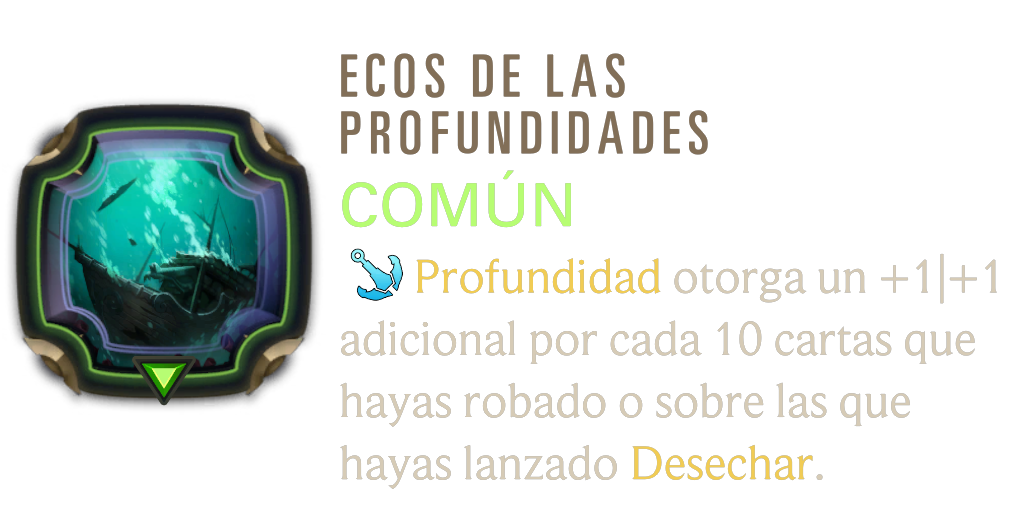 ECOS DE LAS
PROFUNDIDADES
COMÚN
Profundidad otorga un +1|+1
adicional por cada 10 cartas que
hayas robado o sobre las que
hayas lanzado Desechar.